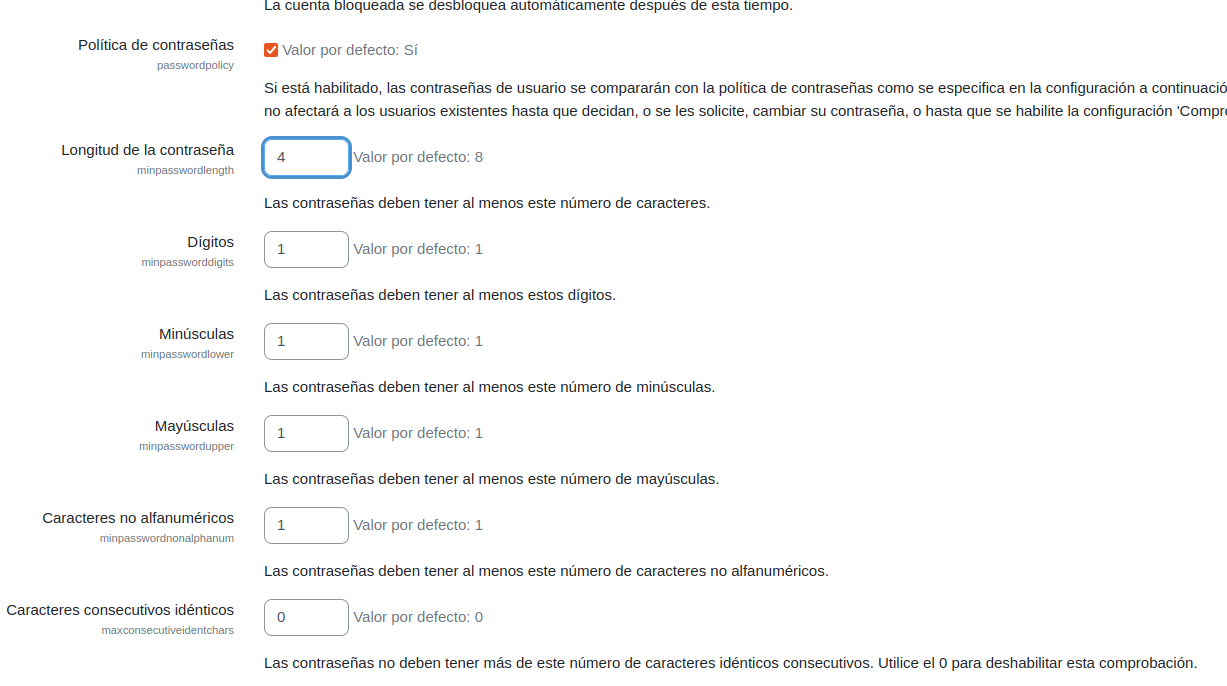 La cuenta bloqueada se desbloquea automáticamente después de esta tiempo.
Política de contraseñas
Valor por defecto: Sí
passwordpolicy
Si está habilitado, las contraseñas de usuario se compararán con la política de contraseñas como se especifica en la configuración a continuació
no afectará a los usuarios existentes hasta que decidan, o se les solicite, cambiar su contraseña, o hasta que se habilite la configuración 'Compr
Longitud de la contraseña
4 Valor por defecto: 8
minpasswordlength
Las contraseñas deben tener al menos este número de caracteres.
Dígitos
1 Valor por defecto: 1
minpassworddigits
Las contraseñas deben tener al menos estos dígitos.
Minúsculas
1 Valor por defecto: 1
minpasswordlower
Las contraseñas deben tener al menos este número de minúsculas.
Mayúsculas
1 Valor por defecto: 1
minpasswordupper
Las contraseñas deben tener al menos este número de mayúsculas.
Caracteres no alfanuméricos
1 Valor por defecto: 1
minpasswordnonalphanum
Las contraseñas deben tener al menos este número de caracteres no alfanuméricos.
Caracteres consecutivos idénticos
0 Valor por defecto: 0
maxconsecutiveidentchars
Las contraseñas no deben tener más de este número de caracteres idénticos consecutivos. Utilice el 0 para deshabilitar esta comprobación.